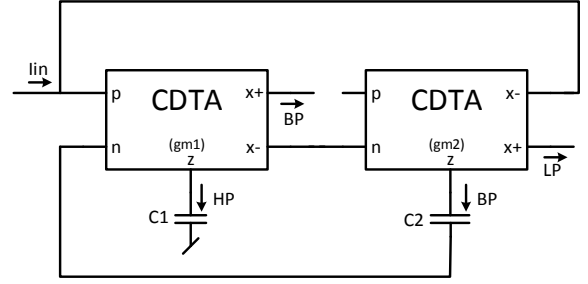 Iin
p CDTA x+
BP
n (gm1) x-
z
HP
C1
p CDTA x-
n (gm2) x+
z
LP
BP
C2